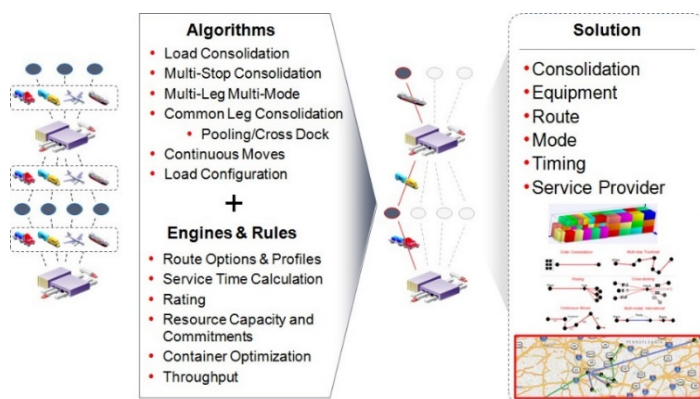 Algorithms
• Load Consolidation
• Multi-Stop Consolidation
• Multi-Leg Multi-Mode
• Common Leg Consolidation
• Pooling/Cross Dock
• Continuous Moves
• Load Configuration
+
Engines & Rules
• Route Options & Profiles
• Service Time Calculation
• Rating
• Resource Capacity and
Commitments
• Container Optimization
• Throughput
Solution
• Consolidation
• Equipment
• Route
• Mode
• Timing
• Service Provider
PENNSYLVANIA